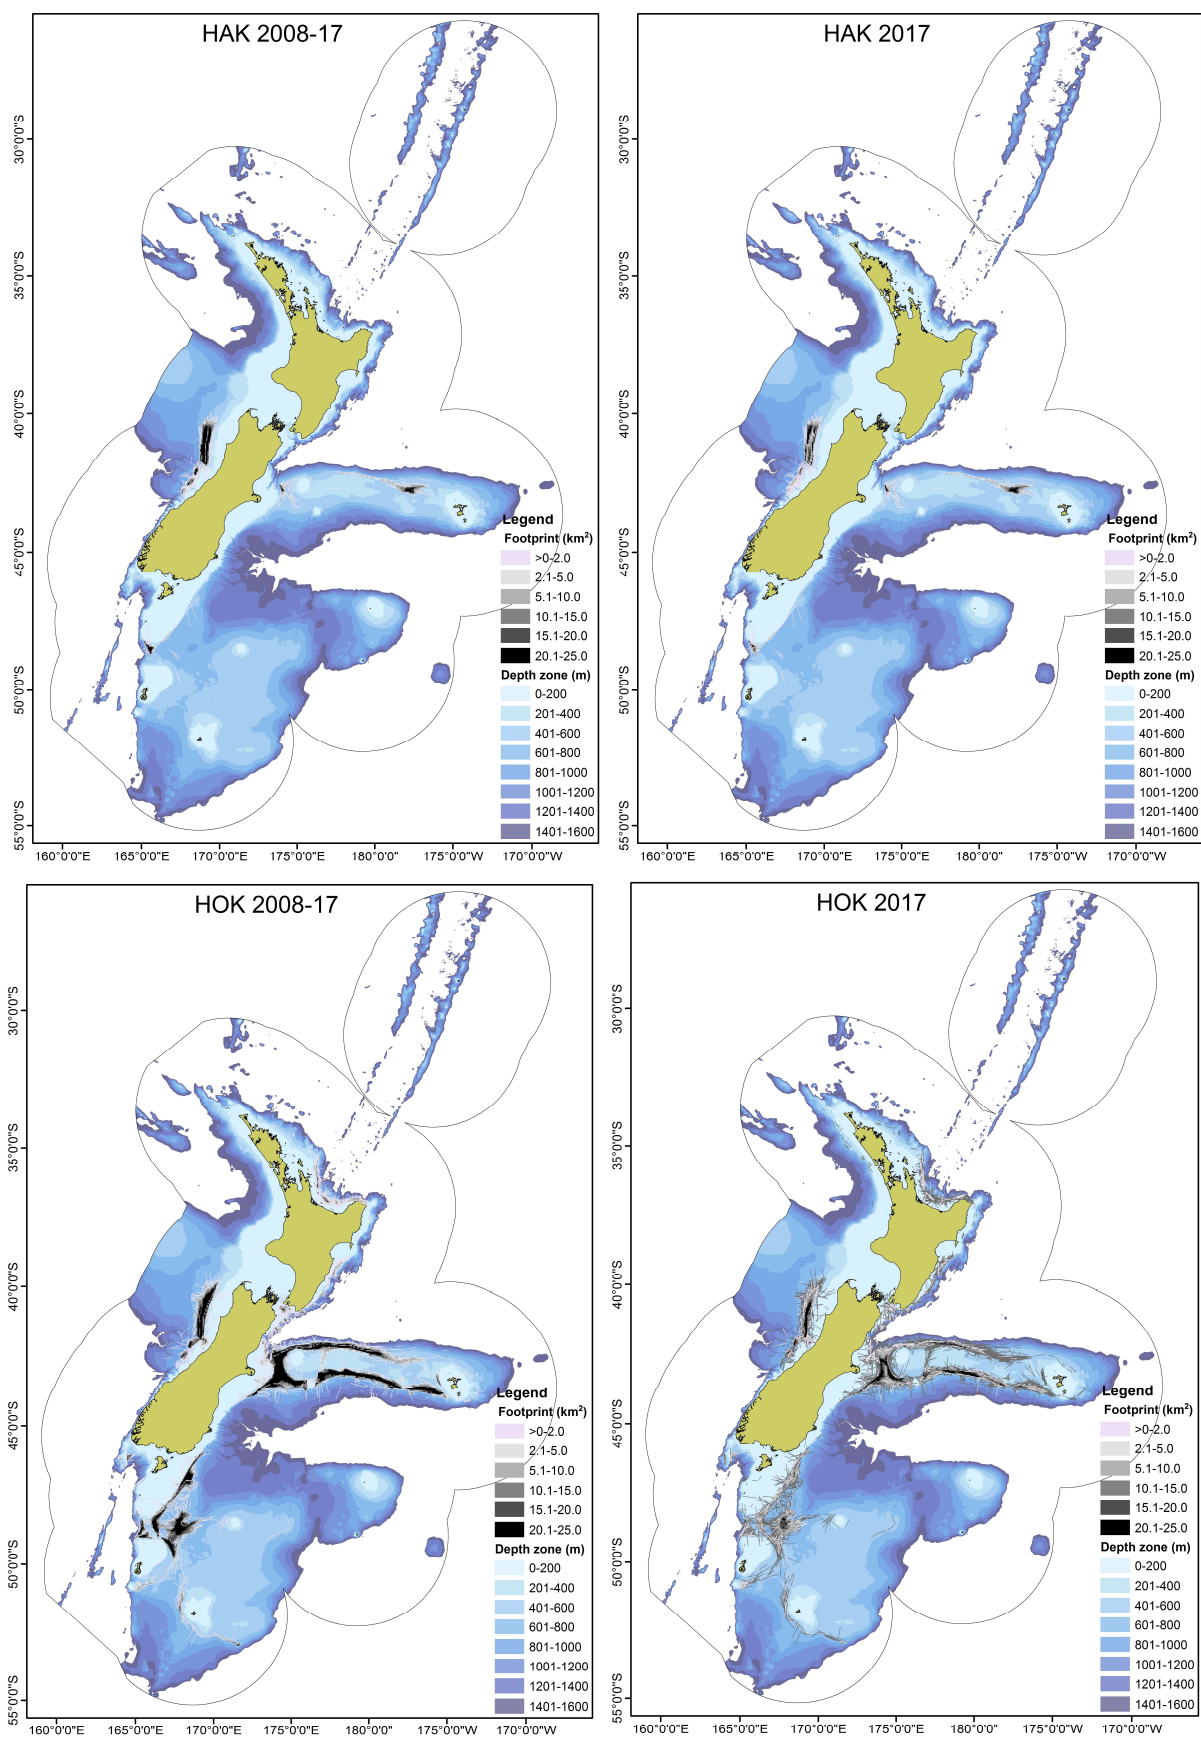 HAK 2008-17
30°0'0"S
35°0'0"S
40°0'0"S
45°0'0"S
50°0'0"S
55°0'0"S
Legend
Footprint (km²)
>0-2.0
2.1-5.0
5.1-10.0
10.1-15.0
15.1-20.0
20.1-25.0
Depth zone (m)
0-200
201-400
401-600
601-800
801-1000
1001-1200
1201-1400
1401-1600
160°0'0"E
165°0'0"E
170°0'0"E
175°0'0"E
180°0'0"
175°0'0"W
170°0'0"W
HAK 2017
30°0'0"S
35°0'0"S
40°0'0"S
45°0'0"S
50°0'0"S
55°0'0"S
Legend
Footprint (km²)
>0-2.0
2.1-5.0
5.1-10.0
10.1-15.0
15.1-20.0
20.1-25.0
Depth zone (m)
0-200
201-400
401-600
601-800
801-1000
1001-1200
1201-1400
1401-1600
160°0'0"E
165°0'0"E
170°0'0"E
175°0'0"E
180°0'0"
175°0'0"W
170°0'0"W
HOK 2008-17
30°0'0"S
35°0'0"S
40°0'0"S
45°0'0"S
50°0'0"S
55°0'0"S
Legend
Footprint (km²)
>0-2.0
2.1-5.0
5.1-10.0
10.1-15.0
15.1-20.0
20.1-25.0
Depth zone (m)
0-200
201-400
401-600
601-800
801-1000
1001-1200
1201-1400
1401-1600
160°0'0"E
165°0'0"E
170°0'0"E
175°0'0"E
180°0'0"
175°0'0"W
170°0'0"W
HOK 2017
30°0'0"S
35°0'0"S
40°0'0"S
45°0'0"S
50°0'0"S
55°0'0"S
Legend
Footprint (km²)
>0-2.0
2.1-5.0
5.1-10.0
10.1-15.0
15.1-20.0
20.1-25.0
Depth zone (m)
0-200
201-400
401-600
601-800
801-1000
1001-1200
1201-1400
1401-1600
160°0'0"E
165°0'0"E
170°0'0"E
175°0'0"E
180°0'0"
175°0'0"W
170°0'0"W